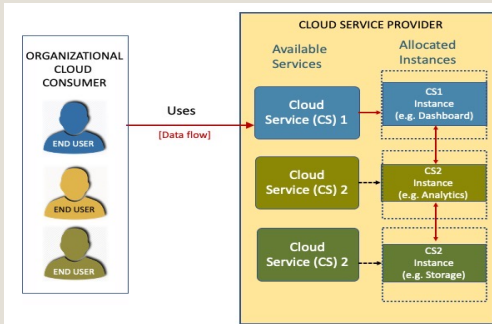 CLOUD SERVICE PROVIDER
ORGANIZATIONAL
CLOUD
CONSUMER
END USER
END USER
END USER
Uses
[Data flow]
Available
Services
Allocated
Instances
Cloud
Service (CS) 1
CS1
Instance
(e.g. Dashboard)
Cloud
Service (CS) 2
CS2
Instance
(e.g. Analytics)
Cloud
Service (CS) 2
CS2
Instance
(e.g. Storage)